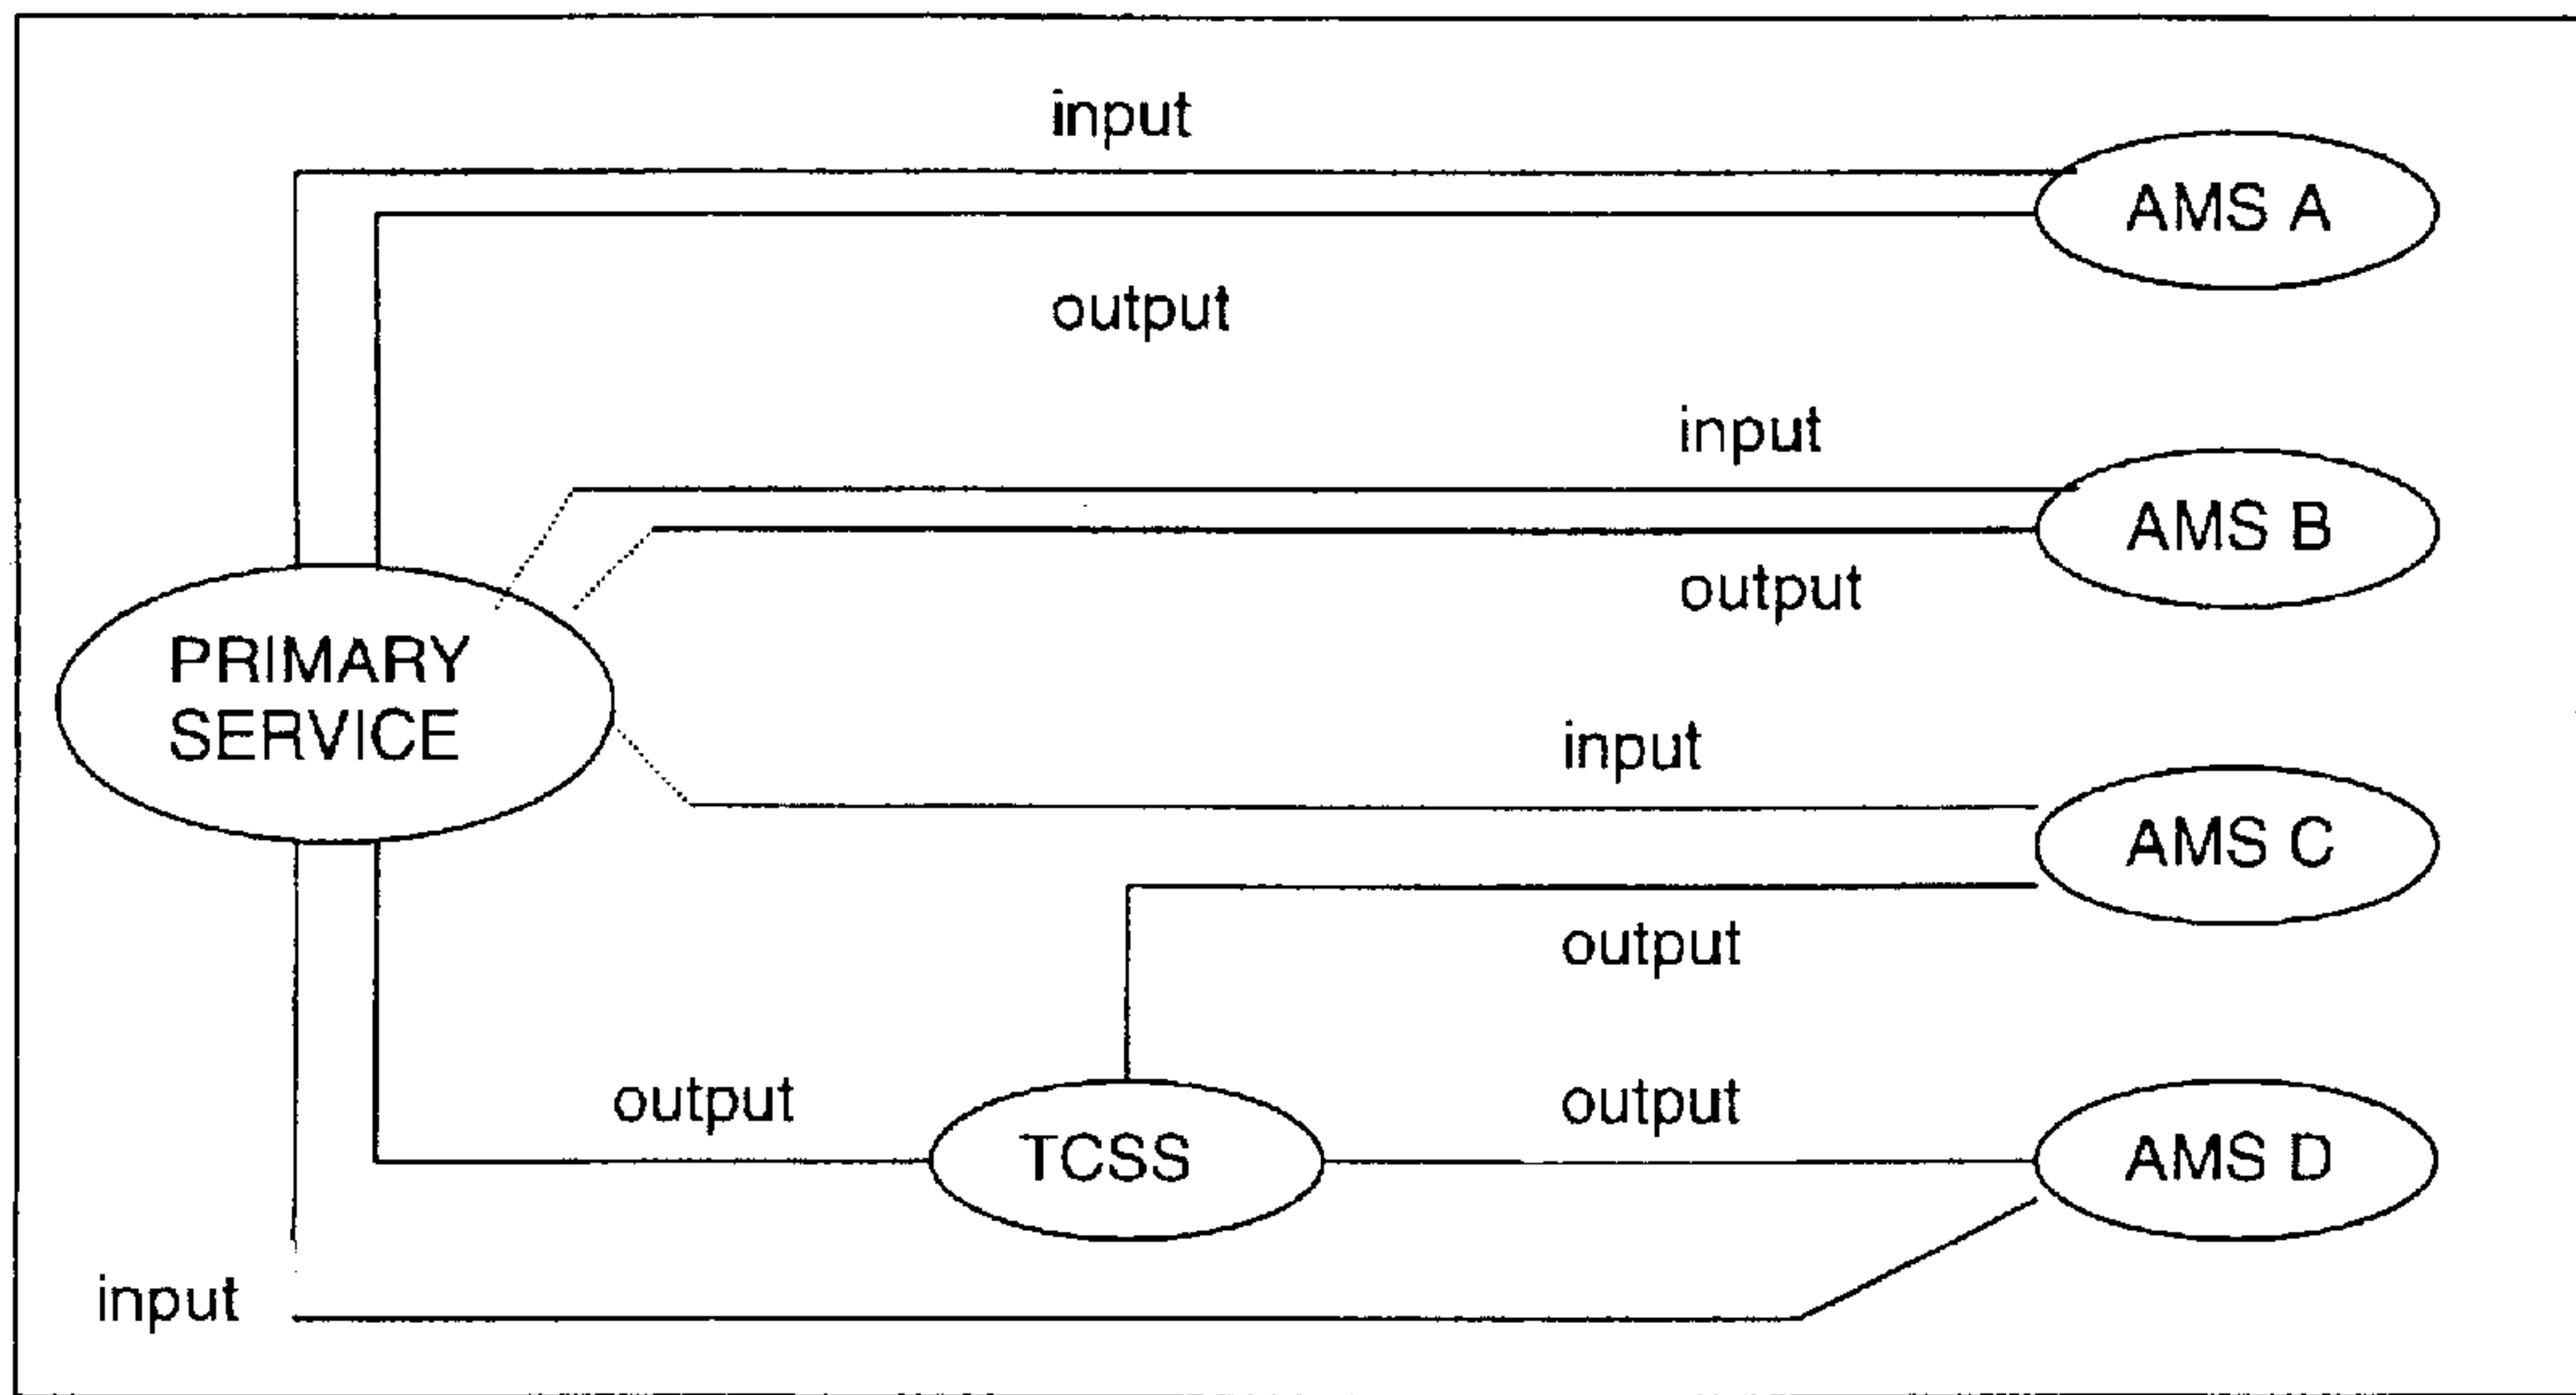 input
AMS A
output
input
AMS B
output
PRIMARY
SERVICE
input
AMS C
output
output
output
TCSS
AMS D
input